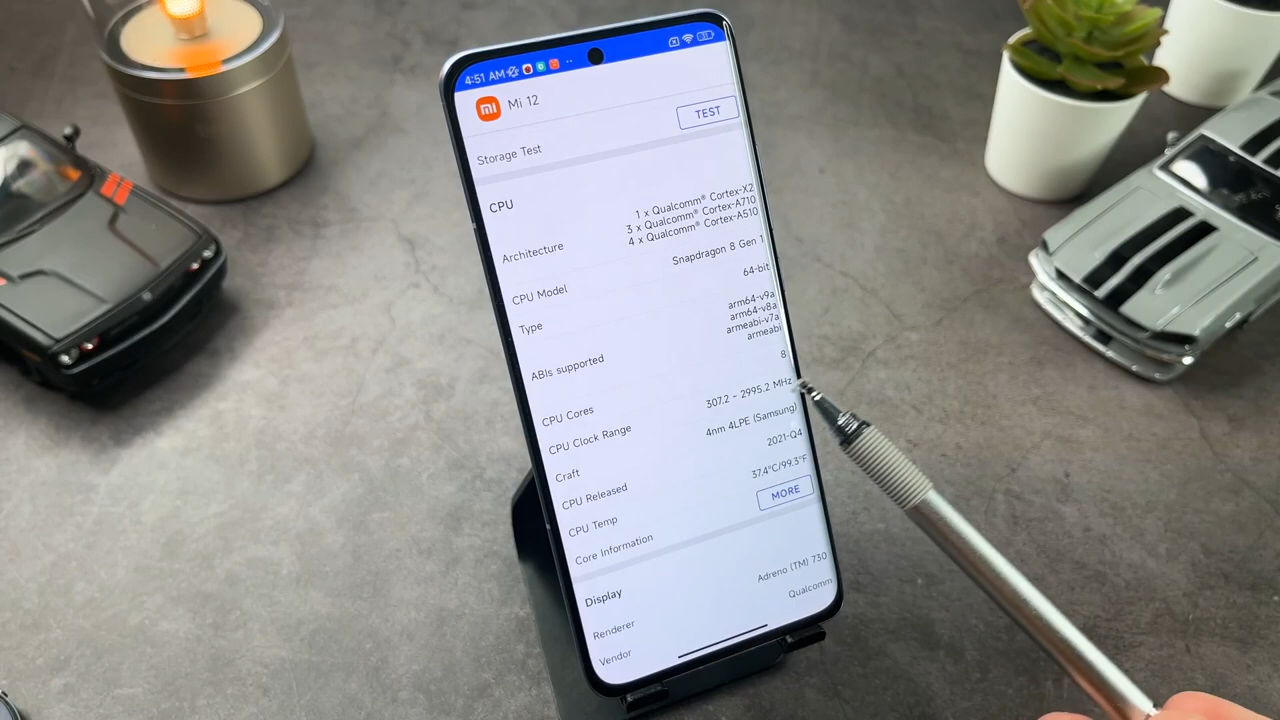 4:51 AM
31
mi Mi 12
Storage Test TEST
CPU
Architecture 1 x Qualcomm® Cortex-X2
3 x Qualcomm® Cortex-A710
4 x Qualcomm® Cortex-A510
CPU Model Snapdragon 8 Gen 1
Type 64-bit
ABIs supported arm64-v9a
arm64-v8a
armeabi-v7a
armeabi
CPU Cores 8
CPU Clock Range 307.2 - 2995.2 MHz
Craft 4nm 4LPE (Samsung)
CPU Released 2021-Q4
CPU Temp 37.4°C/99.3°F
Core Information MORE
Display
Renderer Adreno (TM) 730
Vendor Qualcomm